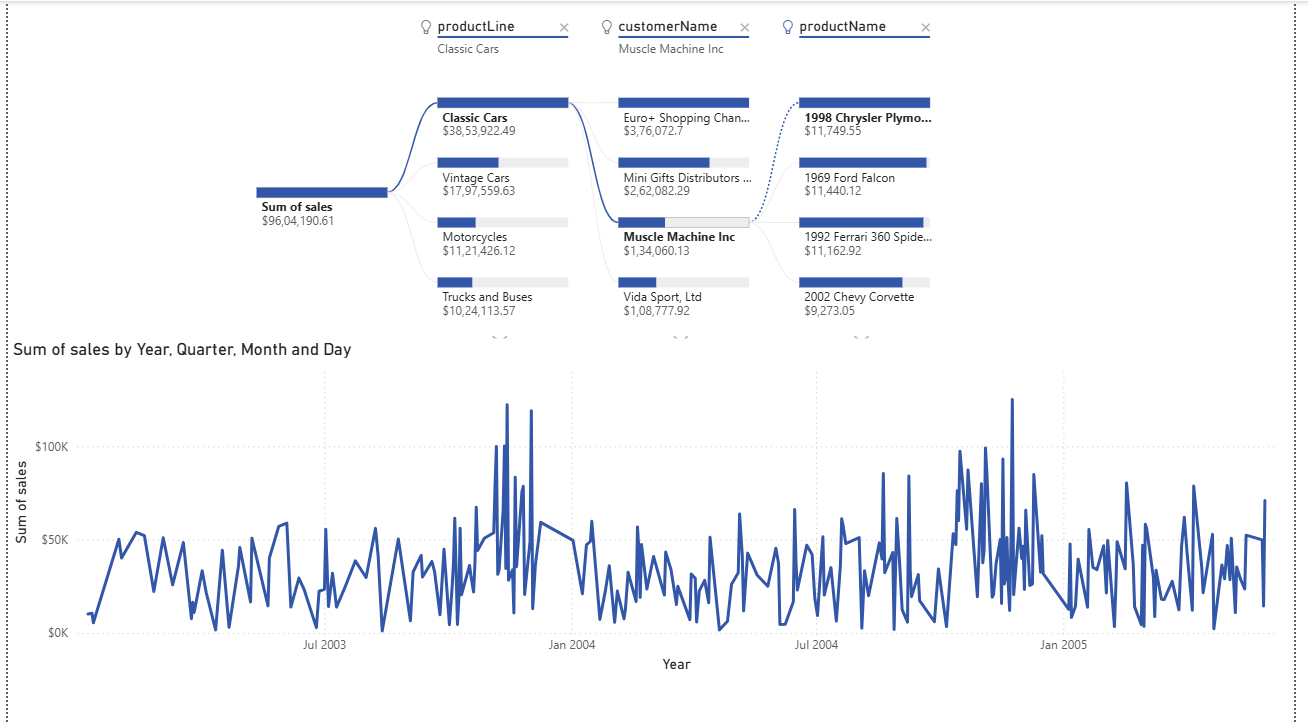 productLine
Classic Cars
customerName
Muscle Machine Inc
productName
Sum of sales
$96,04,190.61
Classic Cars
$38,53,922.49
Vintage Cars
$17,97,559.63
Motorcycles
$11,21,426.12
Trucks and Buses
$10,24,113.57
Euro+ Shopping Chan...
$3,76,072.7
Mini Gifts Distributors ...
$2,62,082.29
Muscle Machine Inc
$1,34,060.13
Vida Sport, Ltd
$1,08,777.92
1998 Chrysler Plymo...
$11,749.55
1969 Ford Falcon
$11,440.12
1992 Ferrari 360 Spide...
$11,162.92
2002 Chevy Corvette
$9,273.05
Sum of sales by Year, Quarter, Month and Day
Sum of sales
$100K
$50K
$0K
Jul 2003
Jan 2004
Jul 2004
Jan 2005
Year